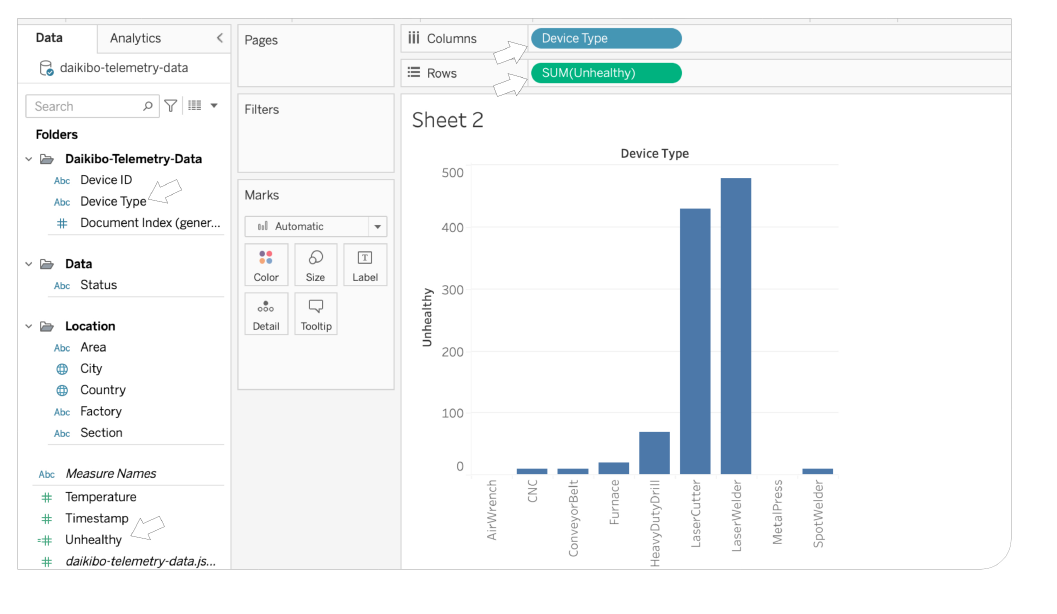 Data
Analytics
daikibo-telemetry-data
Search
Folders
Daikibo-Telemetry-Data
Abc Device ID
Abc Device Type
# Document Index (gener...
Data
Abc Status
Location
Abc Area
City
Country
Abc Factory
Abc Section
Abc Measure Names
# Temperature
# Timestamp
=# Unhealthy
# daikibo-telemetry-data.js...
Pages
Filters
Marks
Automatic
Color Size Label
Detail Tooltip
Columns Device Type
Rows SUM(Unhealthy)
Sheet 2
Device Type
Unhealthy
500
400
300
200
100
0
AirWrench
CNC
ConveyorBelt
Furnace
HeavyDutyDrill
LaserCutter
LaserWelder
MetalPress
SpotWelder